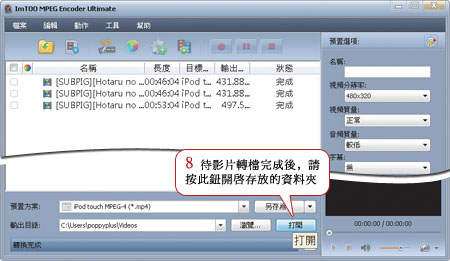 ImTOO MPEG Encoder Ultimate
檔案 編輯 動作 工具 幫助
名稱 長度 目標... 輸出... 狀態
[SUBPIG][Hotaru no ...00:46:04 iPod t... 431.88... 完成
[SUBPIG][Hotaru no ...00:46:04 iPod t... 431.88... 完成
[SUBPIG][Hotaru no ...00:53:04 iPod t... 497.5... 完成
預置選項:
名稱:
視頻分辨率:
480x320
視頻質量:
正常
音頻質量:
較低
字幕:
無
8 待影片轉檔完成後，請
按此鈕開啓存放的資料夾
預置方案: iPod touch MPEG-4 (*.mp4) 另存為
輸出目錄: C:\Users\poppyplus\Videos 瀏覽... 打開
打開
00:00:00 / 00:00:00
轉換完成